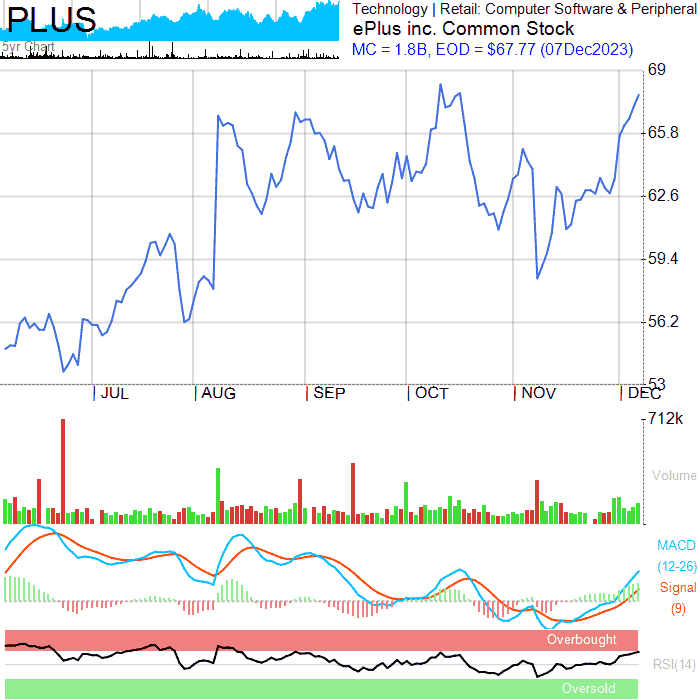 PLUS
5yr Chart
Technology | Retail: Computer Software & Peripheral
ePlus inc. Common Stock
MC = 1.8B, EOD = $67.77 (07Dec2023)
69
65.8
62.6
59.4
56.2
53
JUL AUG SEP OCT NOV DEC
712k
Volume
MACD
(12-26)
Signal
(9)
Overbought
RSI(14)
Oversold